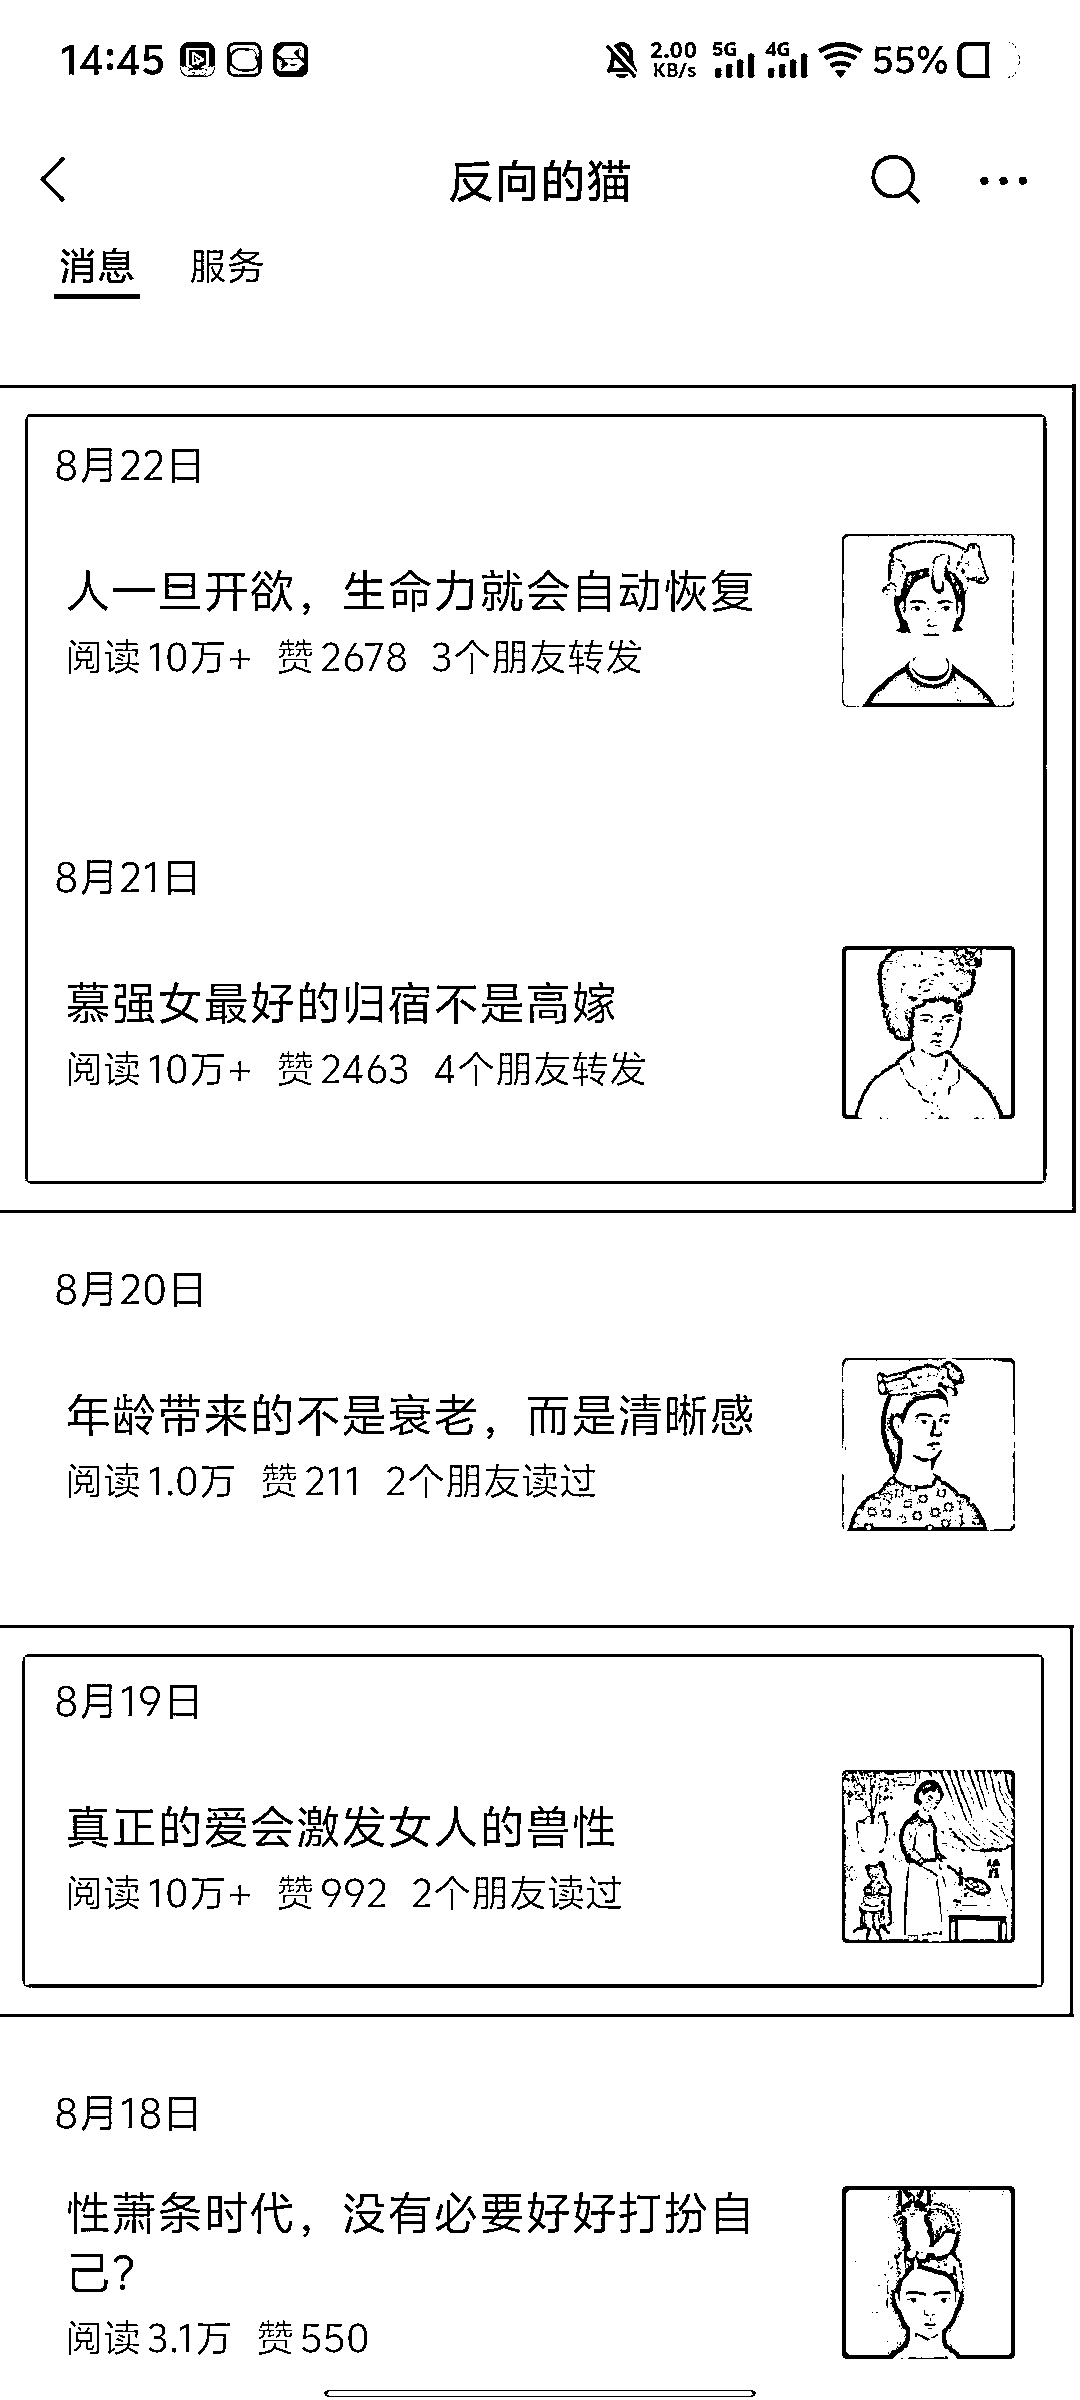 14:45 2.00 KB/s 5G 4G 55%
反向的猫
消息 服务
8月22日
人一旦开欲，生命力就会自动恢复
阅读10万+ 赞2678 3个朋友转发
8月21日
慕强女最好的归宿不是高嫁
阅读10万+ 赞2463 4个朋友转发
8月20日
年龄带来的不是衰老，而是清晰感
阅读1.0万 赞211 2个朋友读过
8月19日
真正的爱会激发女人的兽性
阅读10万+ 赞992 2个朋友读过
8月18日
性萧条时代，没有必要好好打扮自
己？
阅读3.1万 赞550